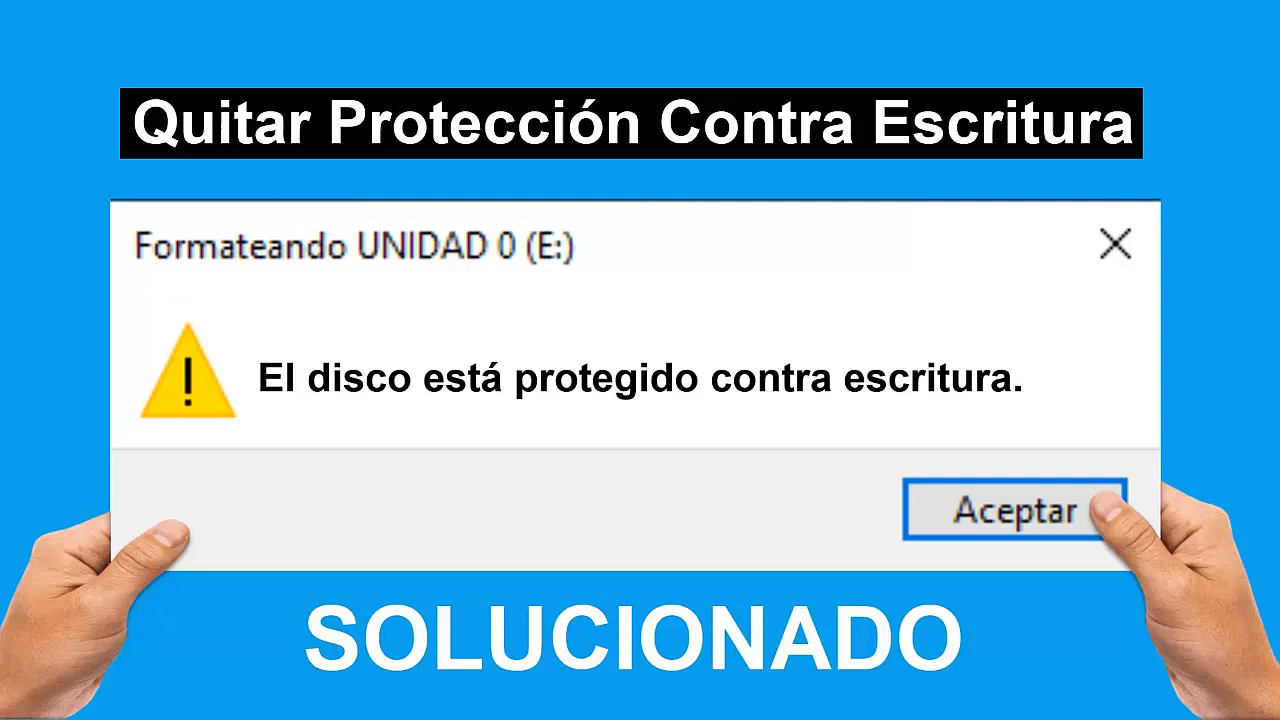 Quitar Protección Contra Escritura
Formateando UNIDAD 0 (E:)
El disco está protegido contra escritura.
Aceptar
SOLUCIONADO